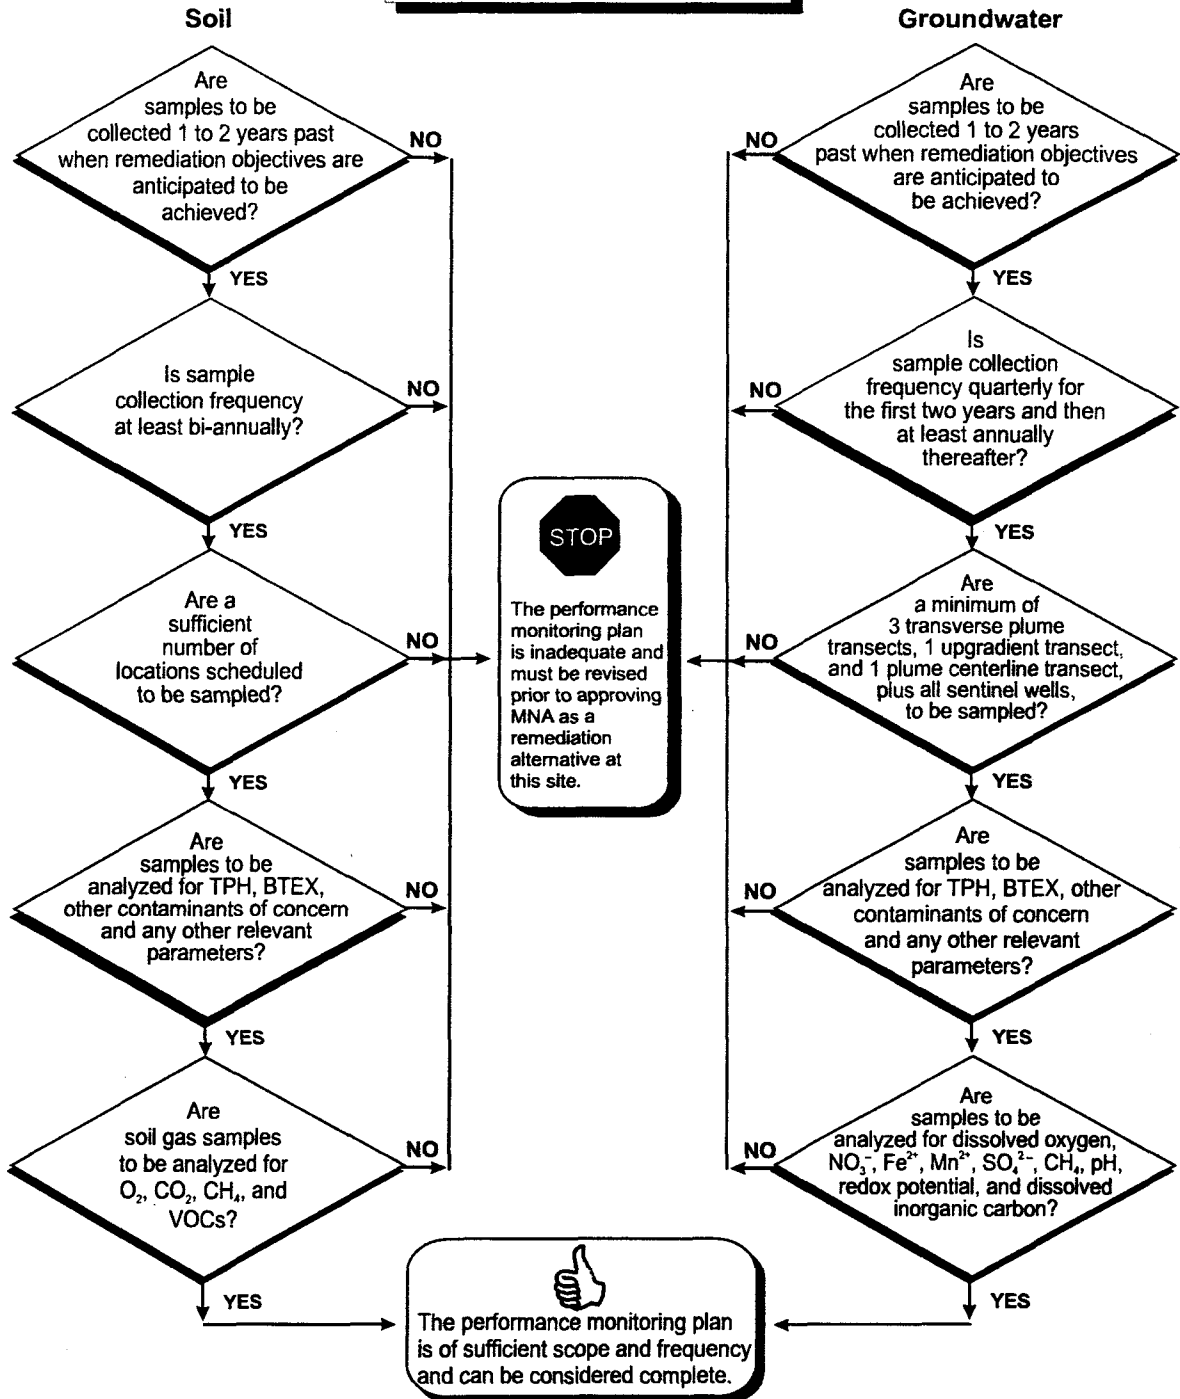 Soil
Are
samples to be
collected 1 to 2 years past
when remediation objectives are
anticipated to be
achieved?
NO
YES
Is sample
collection frequency
at least bi-annually?
NO
YES
Are a
sufficient
number of
locations scheduled
to be sampled?
NO
YES
Are
samples to be
analyzed for TPH, BTEX,
other contaminants of concern
and any other relevant
parameters?
NO
YES
Are
soil gas samples
to be analyzed for
O₂, CO₂, CH₄, and
VOCs?
NO
YES
STOP
The performance
monitoring plan
is inadequate and
must be revised
prior to approving
MNA as a
remediation
alternative at
this site.
Groundwater
Are
samples to be
collected 1 to 2 years
past when remediation objectives
are anticipated to
be achieved?
NO
YES
Is
sample collection
frequency quarterly for
the first two years and then
at least annually
thereafter?
NO
YES
Are
a minimum of
3 transverse plume
transects, 1 upgradient transect,
and 1 plume centerline transect,
plus all sentinel wells,
to be sampled?
NO
YES
Are
samples to be
analyzed for TPH, BTEX, other
contaminants of concern
and any other relevant
parameters?
NO
YES
Are
samples to be
analyzed for dissolved oxygen,
NO₃⁻, Fe²⁺, Mn²⁺, SO₄²⁻, CH₄, pH,
redox potential, and dissolved
inorganic carbon?
NO
YES
The performance monitoring plan
is of sufficient scope and frequency
and can be considered complete.